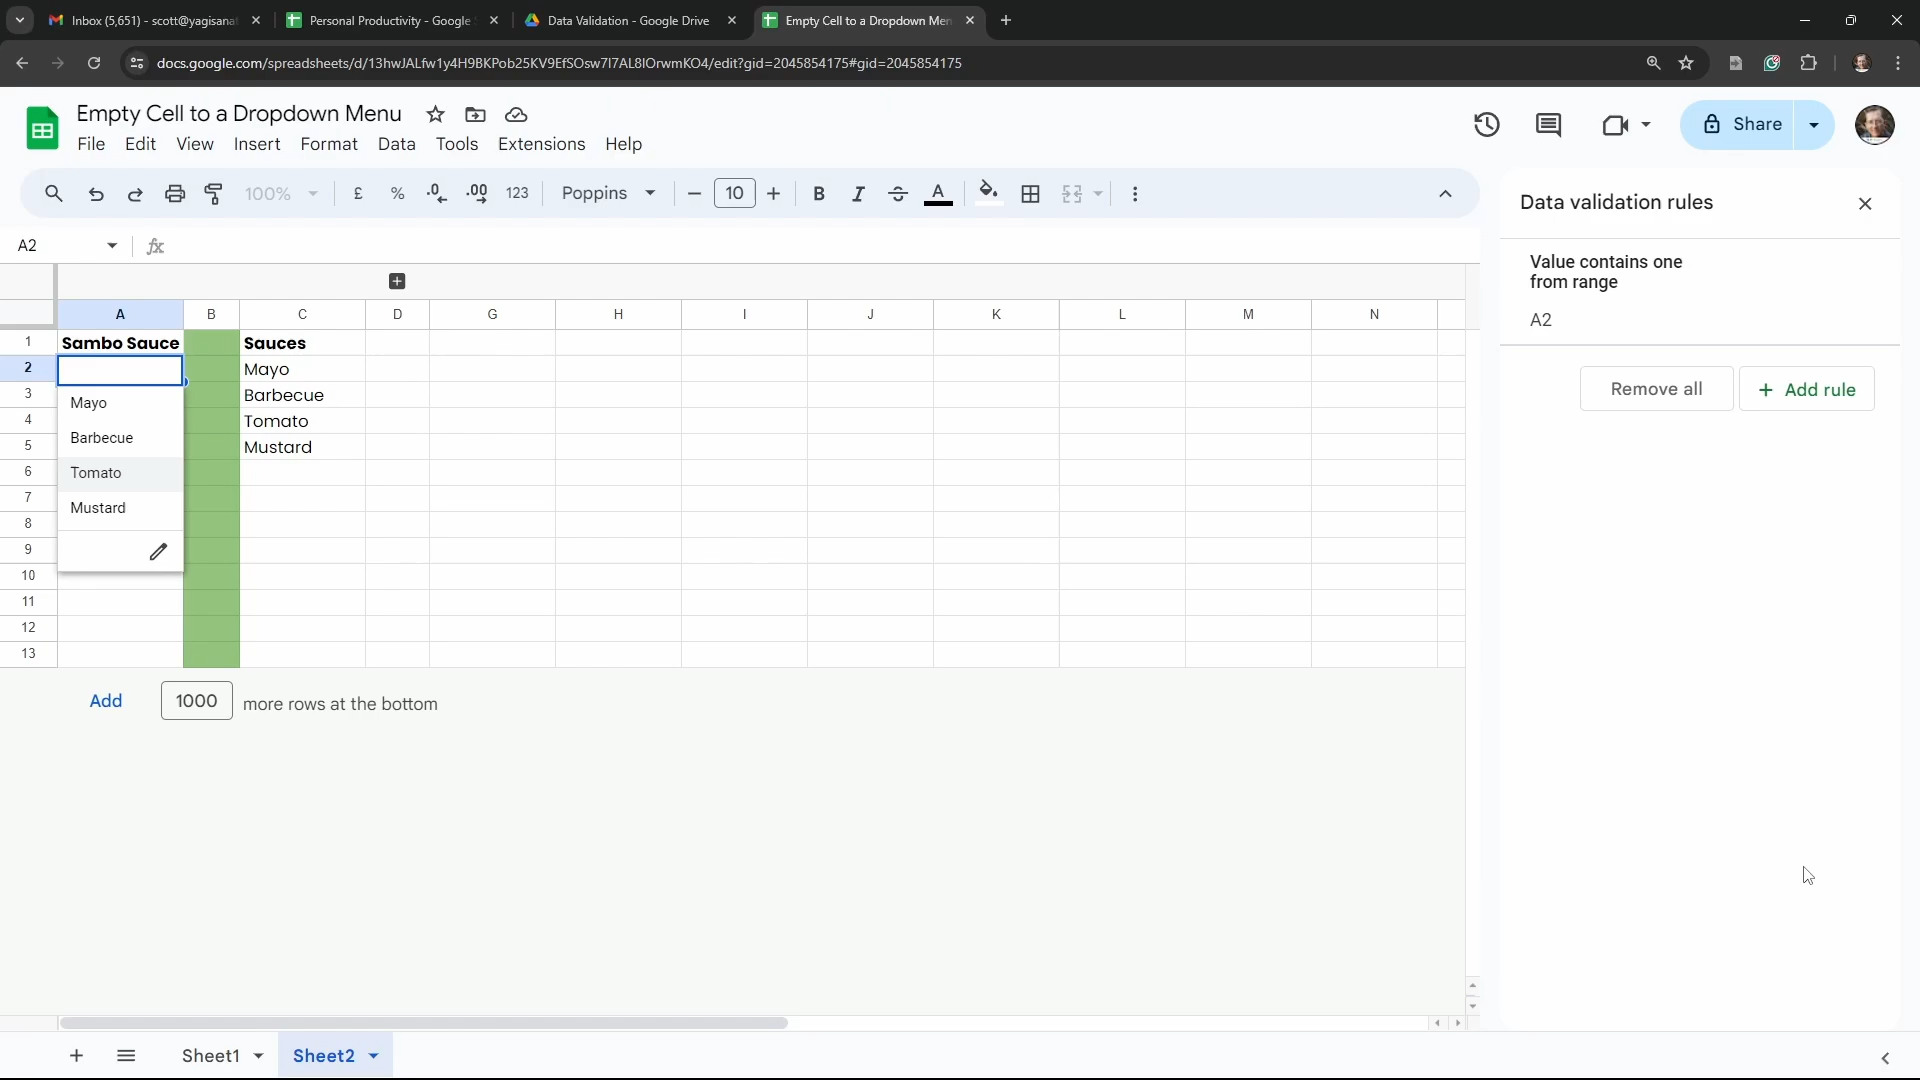 Inbox (5,651) - scott@yagisana
Personal Productivity - Google
Data Validation - Google Drive
Empty Cell to a Dropdown Men
docs.google.com/spreadsheets/d/13hwJALfw1y4H9BKPob25KV9EfSOsw7I7AL8IOrwmKO4/edit?gid=2045854175#gid=2045854175
Empty Cell to a Dropdown Menu
File Edit View Insert Format Data Tools Extensions Help
Share
100% £ % .0 .00 123 Poppins 10 B I S A
A2 fx
Data validation rules
Value contains one
from range
A2
Remove all + Add rule
A B C D G H I J K L M N
1 Sambo Sauce Sauces
2 Mayo
3 Barbecue
4 Tomato
5 Mustard
6
7
8
9
10
11
12
13
Mayo
Barbecue
Tomato
Mustard
Add 1000 more rows at the bottom
Sheet1 Sheet2